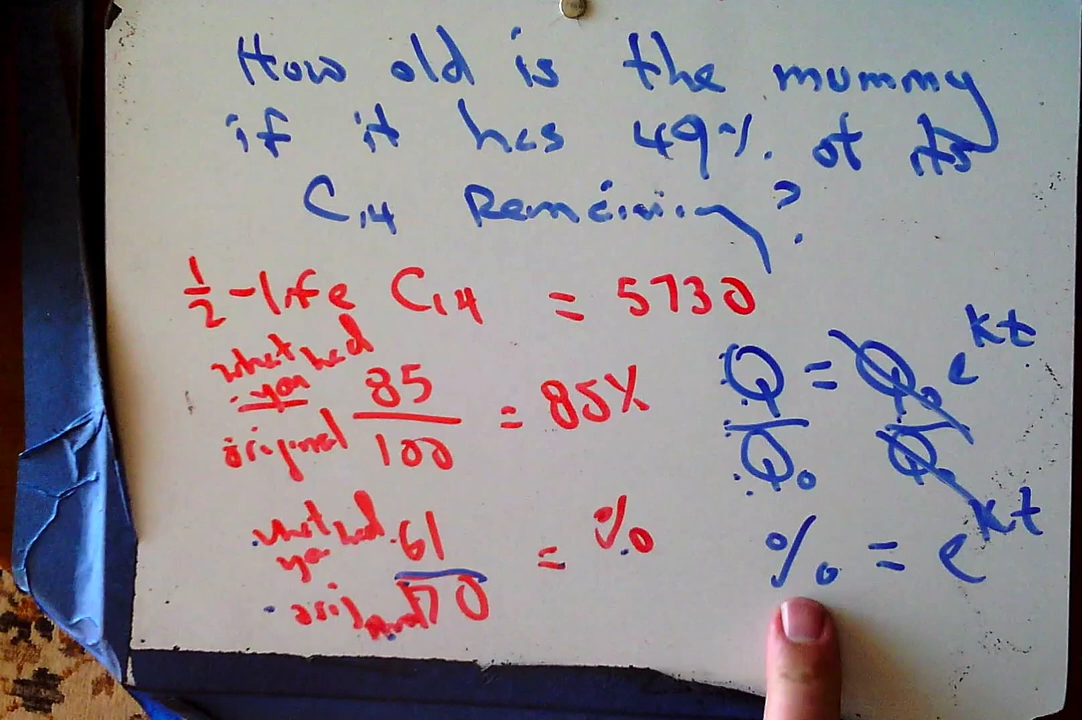 How old is the mummy
if it has 49% of its
C14 Remaining?
1/2-life C14 = 5730
what you had 85
original 100
= 85%
Q = Q₀ e^kt
Q₀ Q₀
what you had 61
original 70
= %
% = e^kt